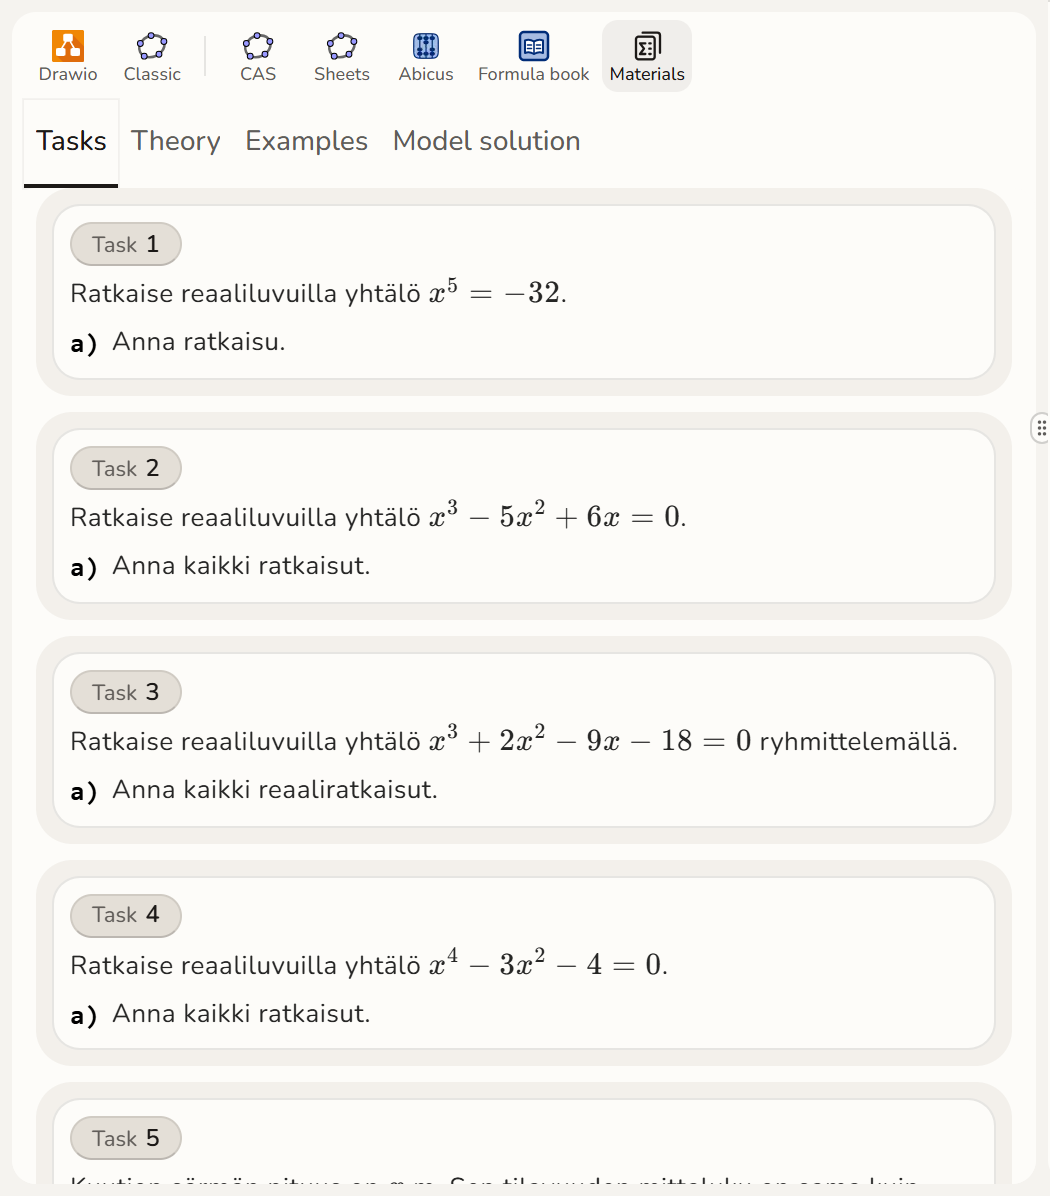 Drawio Classic CAS Sheets Abicus Formula book Materials
Tasks Theory Examples Model solution
Task 1
Ratkaise reaaliluvuilla yhtälö x⁵ = −32.
a) Anna ratkaisu.
Task 2
Ratkaise reaaliluvuilla yhtälö x³ − 5x² + 6x = 0.
a) Anna kaikki ratkaisut.
Task 3
Ratkaise reaaliluvuilla yhtälö x³ + 2x² − 9x − 18 = 0 ryhmittelemällä.
a) Anna kaikki reaaliratkaisut.
Task 4
Ratkaise reaaliluvuilla yhtälö x⁴ − 3x² − 4 = 0.
a) Anna kaikki ratkaisut.
Task 5